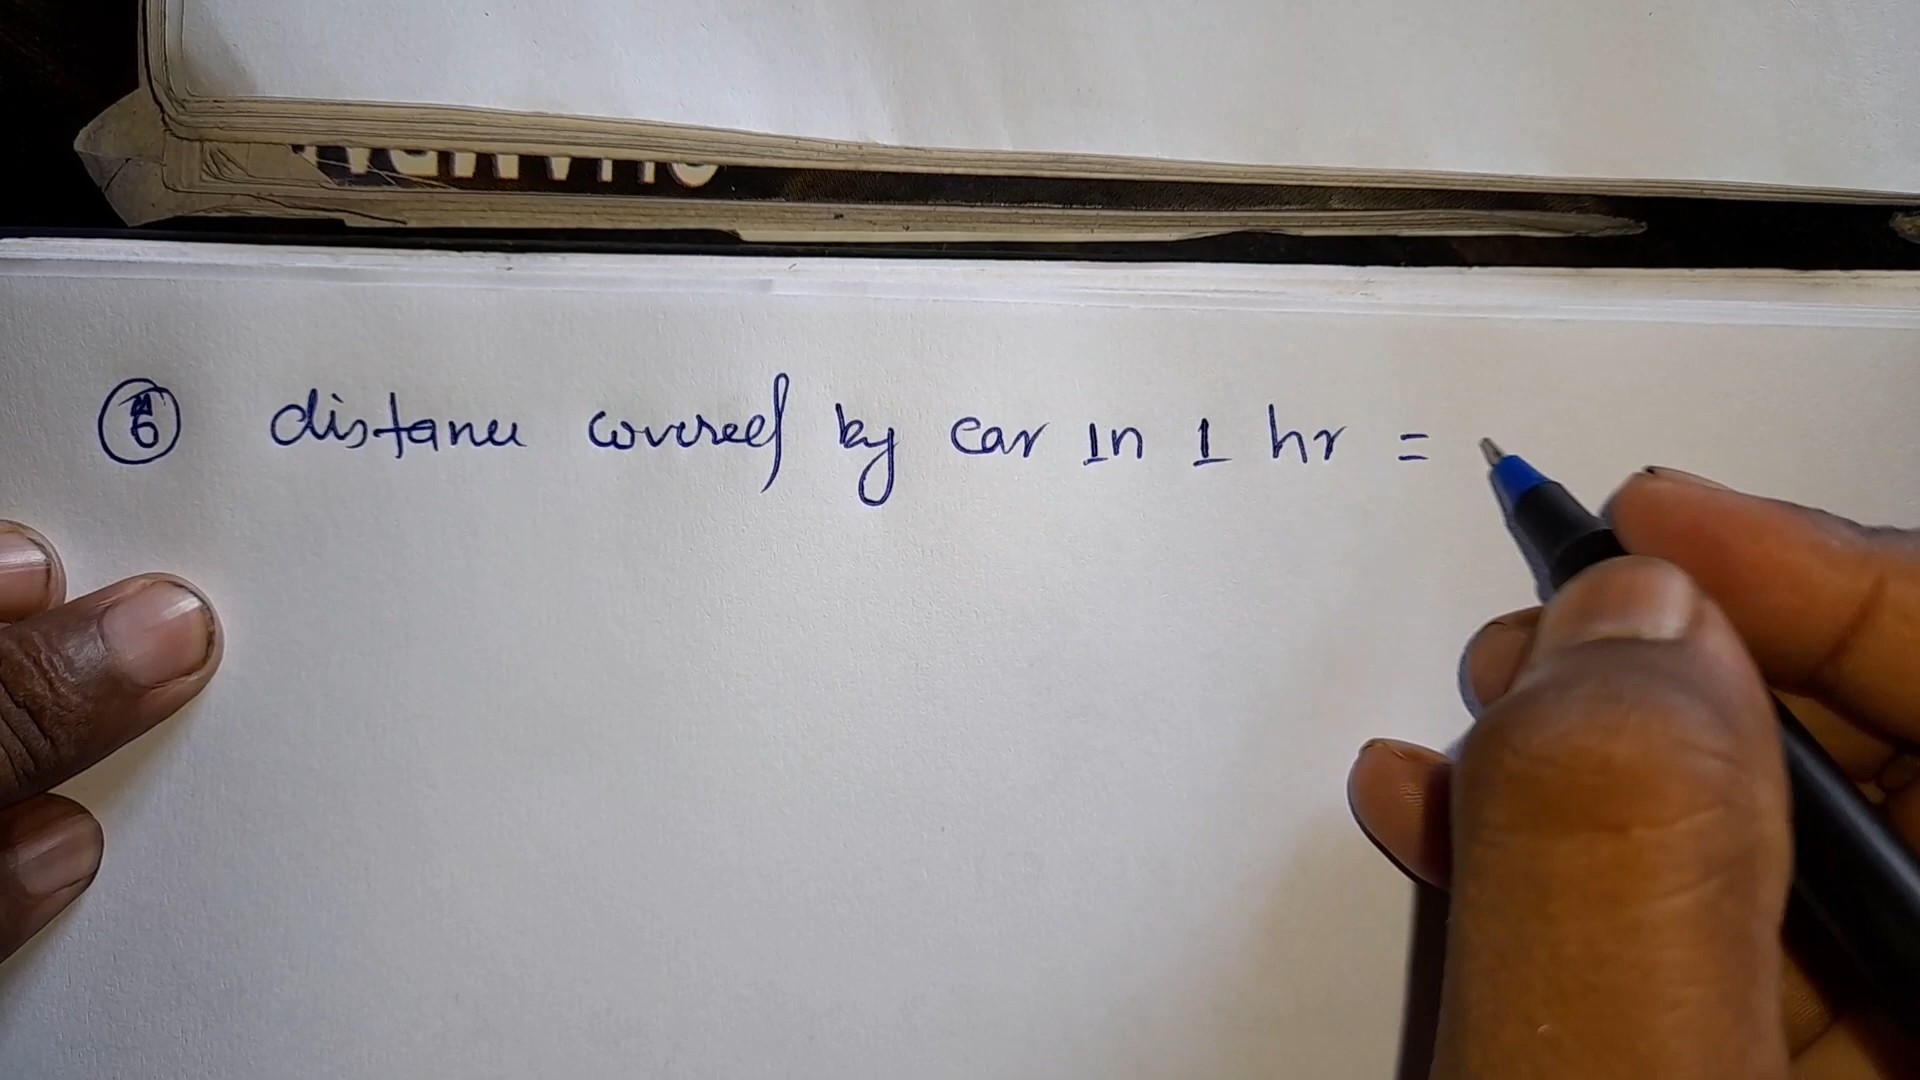 6 distance covered by car in 1 hr =